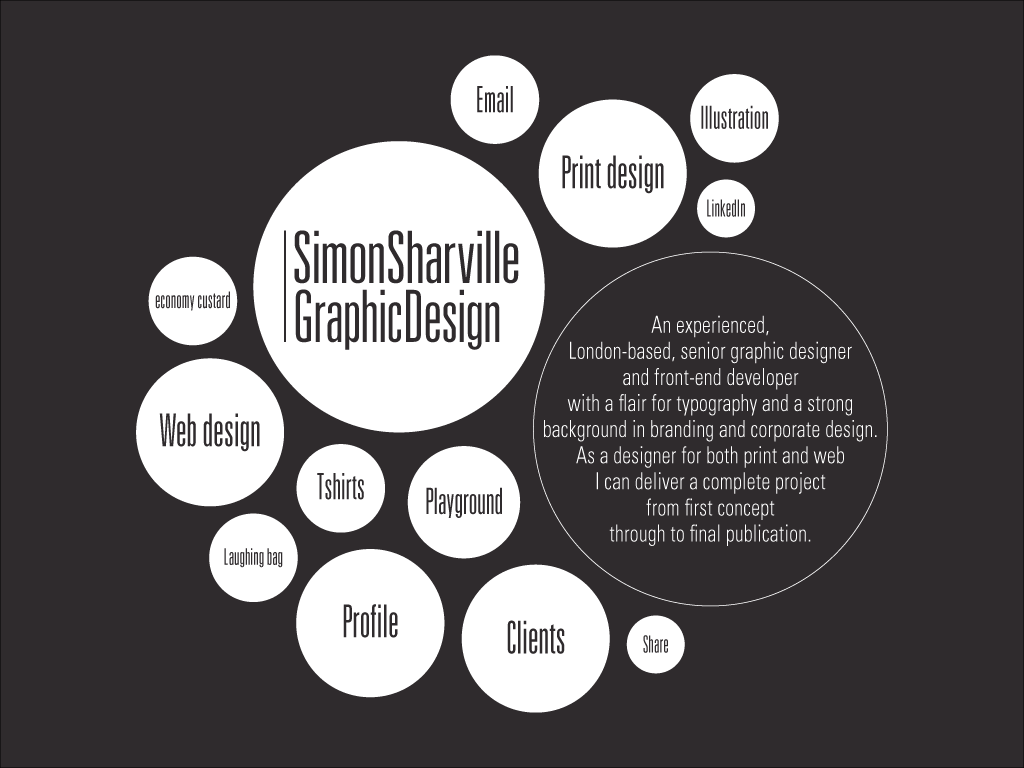 Email
Illustration
Print design
LinkedIn
SimonSharville
GraphicDesign
economy custard
An experienced,
London-based, senior graphic designer
and front-end developer
with a flair for typography and a strong
background in branding and corporate design.
As a designer for both print and web
I can deliver a complete project
from first concept
through to final publication.
Web design
Tshirts
Playground
Laughing bag
Profile
Clients
Share